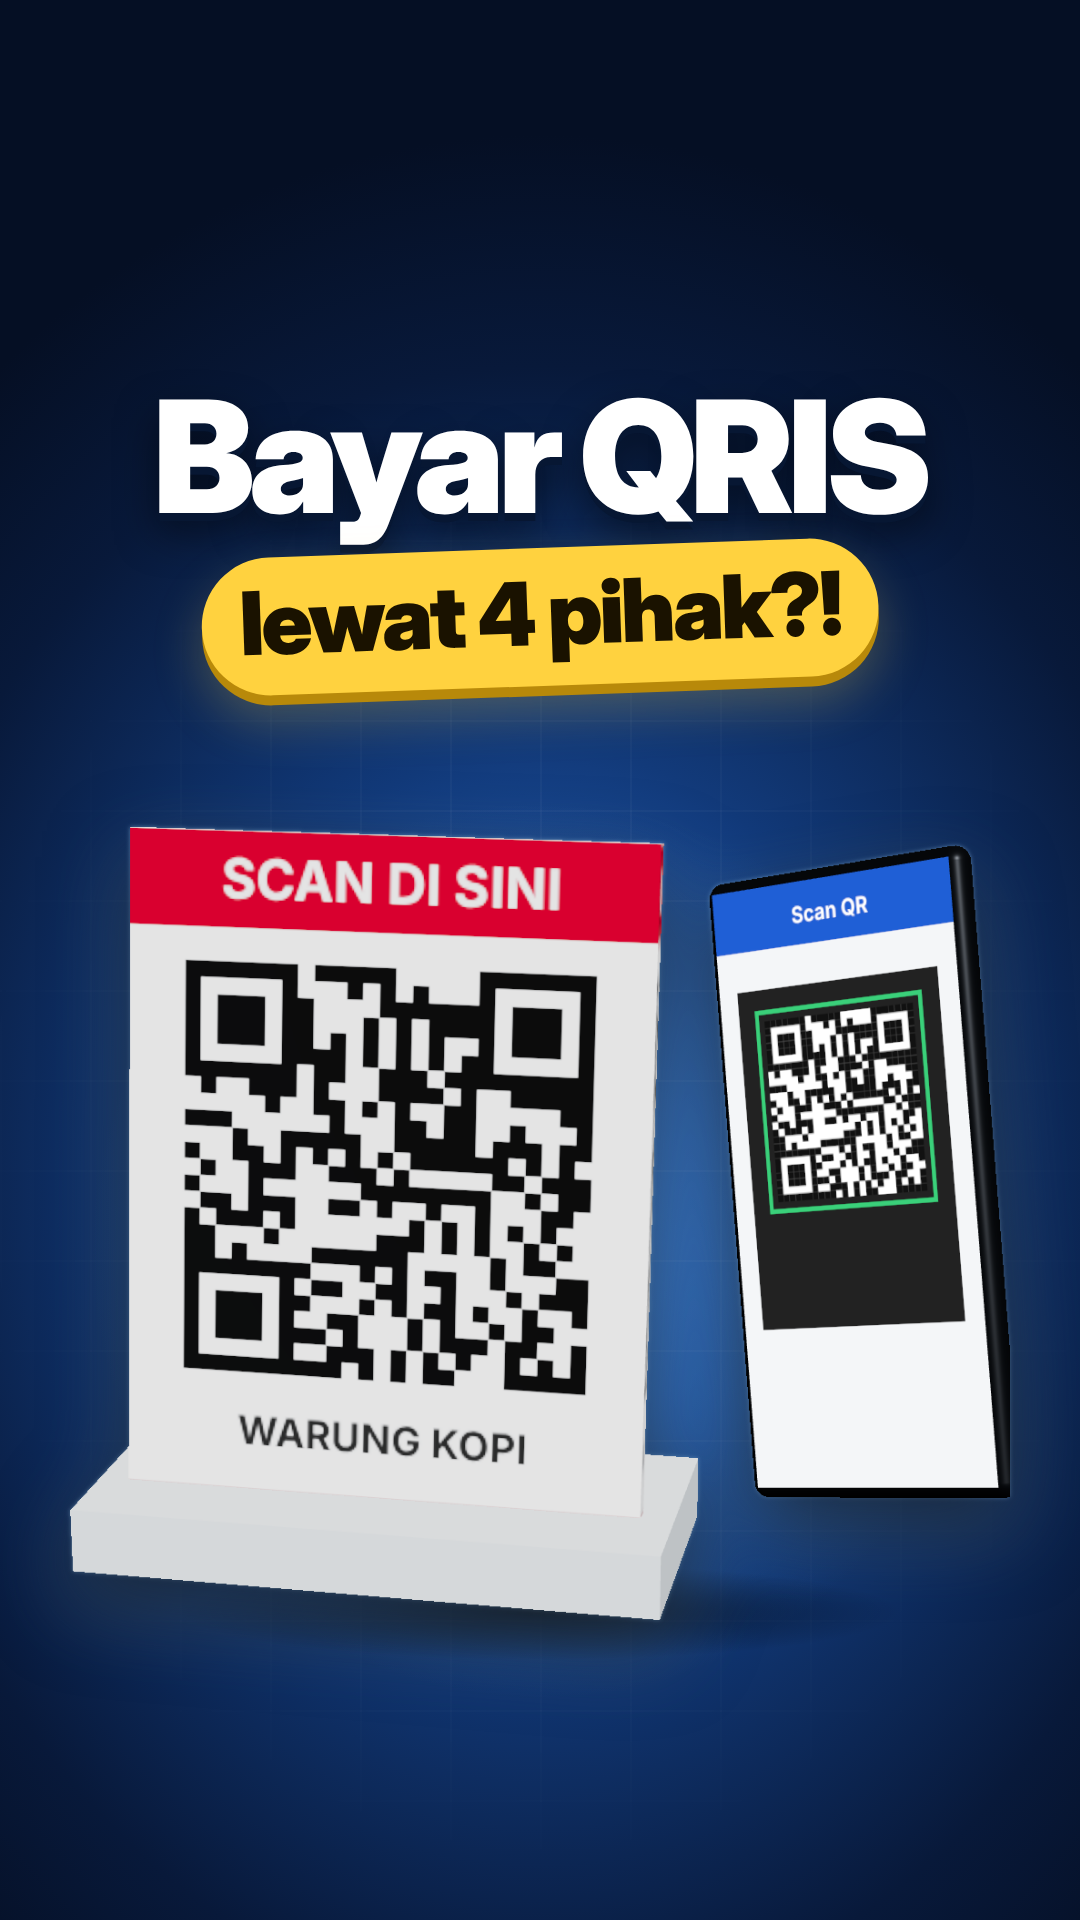 Bayar QRIS
lewat 4 pihak?!
SCAN DI SINI
Scan QR
WARUNG KOPI